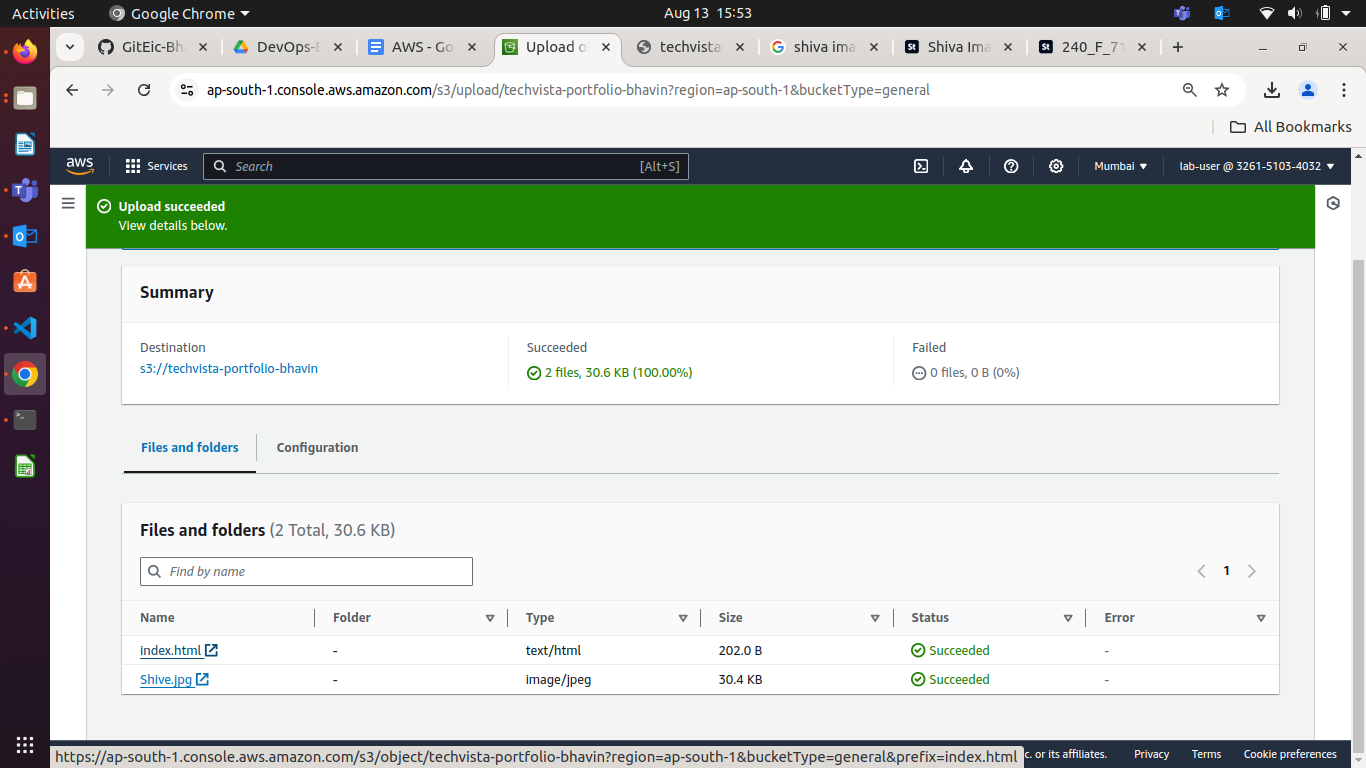 Activities
Google Chrome
Aug 13 15:53
GitEic-Bh
DevOps-E
AWS - Go
Upload o
techvista
shiva ima
St
Shiva Ima
St
240_F_71
ap-south-1.console.aws.amazon.com/s3/upload/techvista-portfolio-bhavin?region=ap-south-1&bucketType=general
All Bookmarks
aws
Services
Search
[Alt+S]
Mumbai
lab-user @ 3261-5103-4032
Upload succeeded
View details below.
Summary
Destination
s3://techvista-portfolio-bhavin
Succeeded
2 files, 30.6 KB (100.00%)
Failed
0 files, 0 B (0%)
Files and folders
Configuration
Files and folders (2 Total, 30.6 KB)
Find by name
1
Name
Folder
Type
Size
Status
Error
index.html
-
text/html
202.0 B
Succeeded
-
Shive.jpg
-
image/jpeg
30.4 KB
Succeeded
-
https://ap-south-1.console.aws.amazon.com/s3/object/techvista-portfolio-bhavin?region=ap-south-1&bucketType=general&prefix=index.html
c. or its affiliates.
Privacy
Terms
Cookie preferences